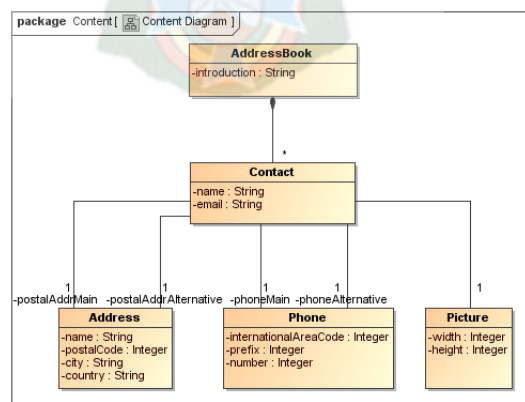 package Content [ Content Diagram ]
AddressBook
-introduction : String
*
Contact
-name : String
-email : String
1 1 1 1 1
-postalAddrMain -postalAddrAlternative -phoneMain -phoneAlternative
Address
-name : String
-postalCode : Integer
-city : String
-country : String
Phone
-internationalAreaCode : Integer
-prefix : Integer
-number : Integer
Picture
-width : Integer
-height : Integer